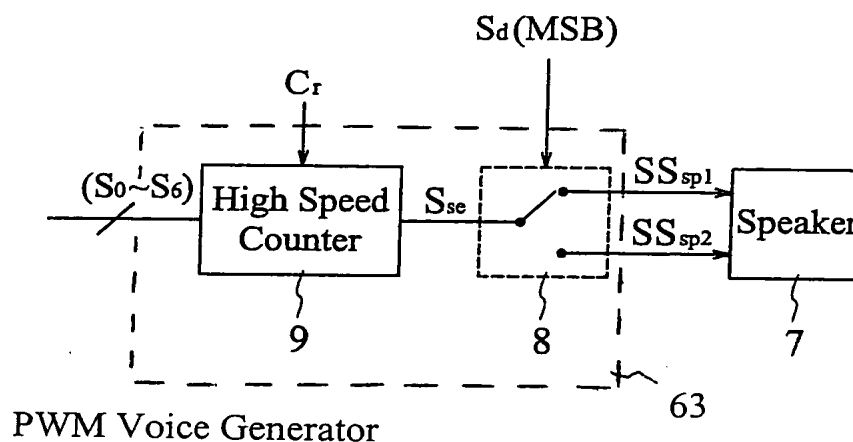 Sd(MSB)
Cr
(S0~S6)
High Speed
Counter
Sse
SSsp1
SSsp2
Speaker
9
8
7
63
PWM Voice Generator